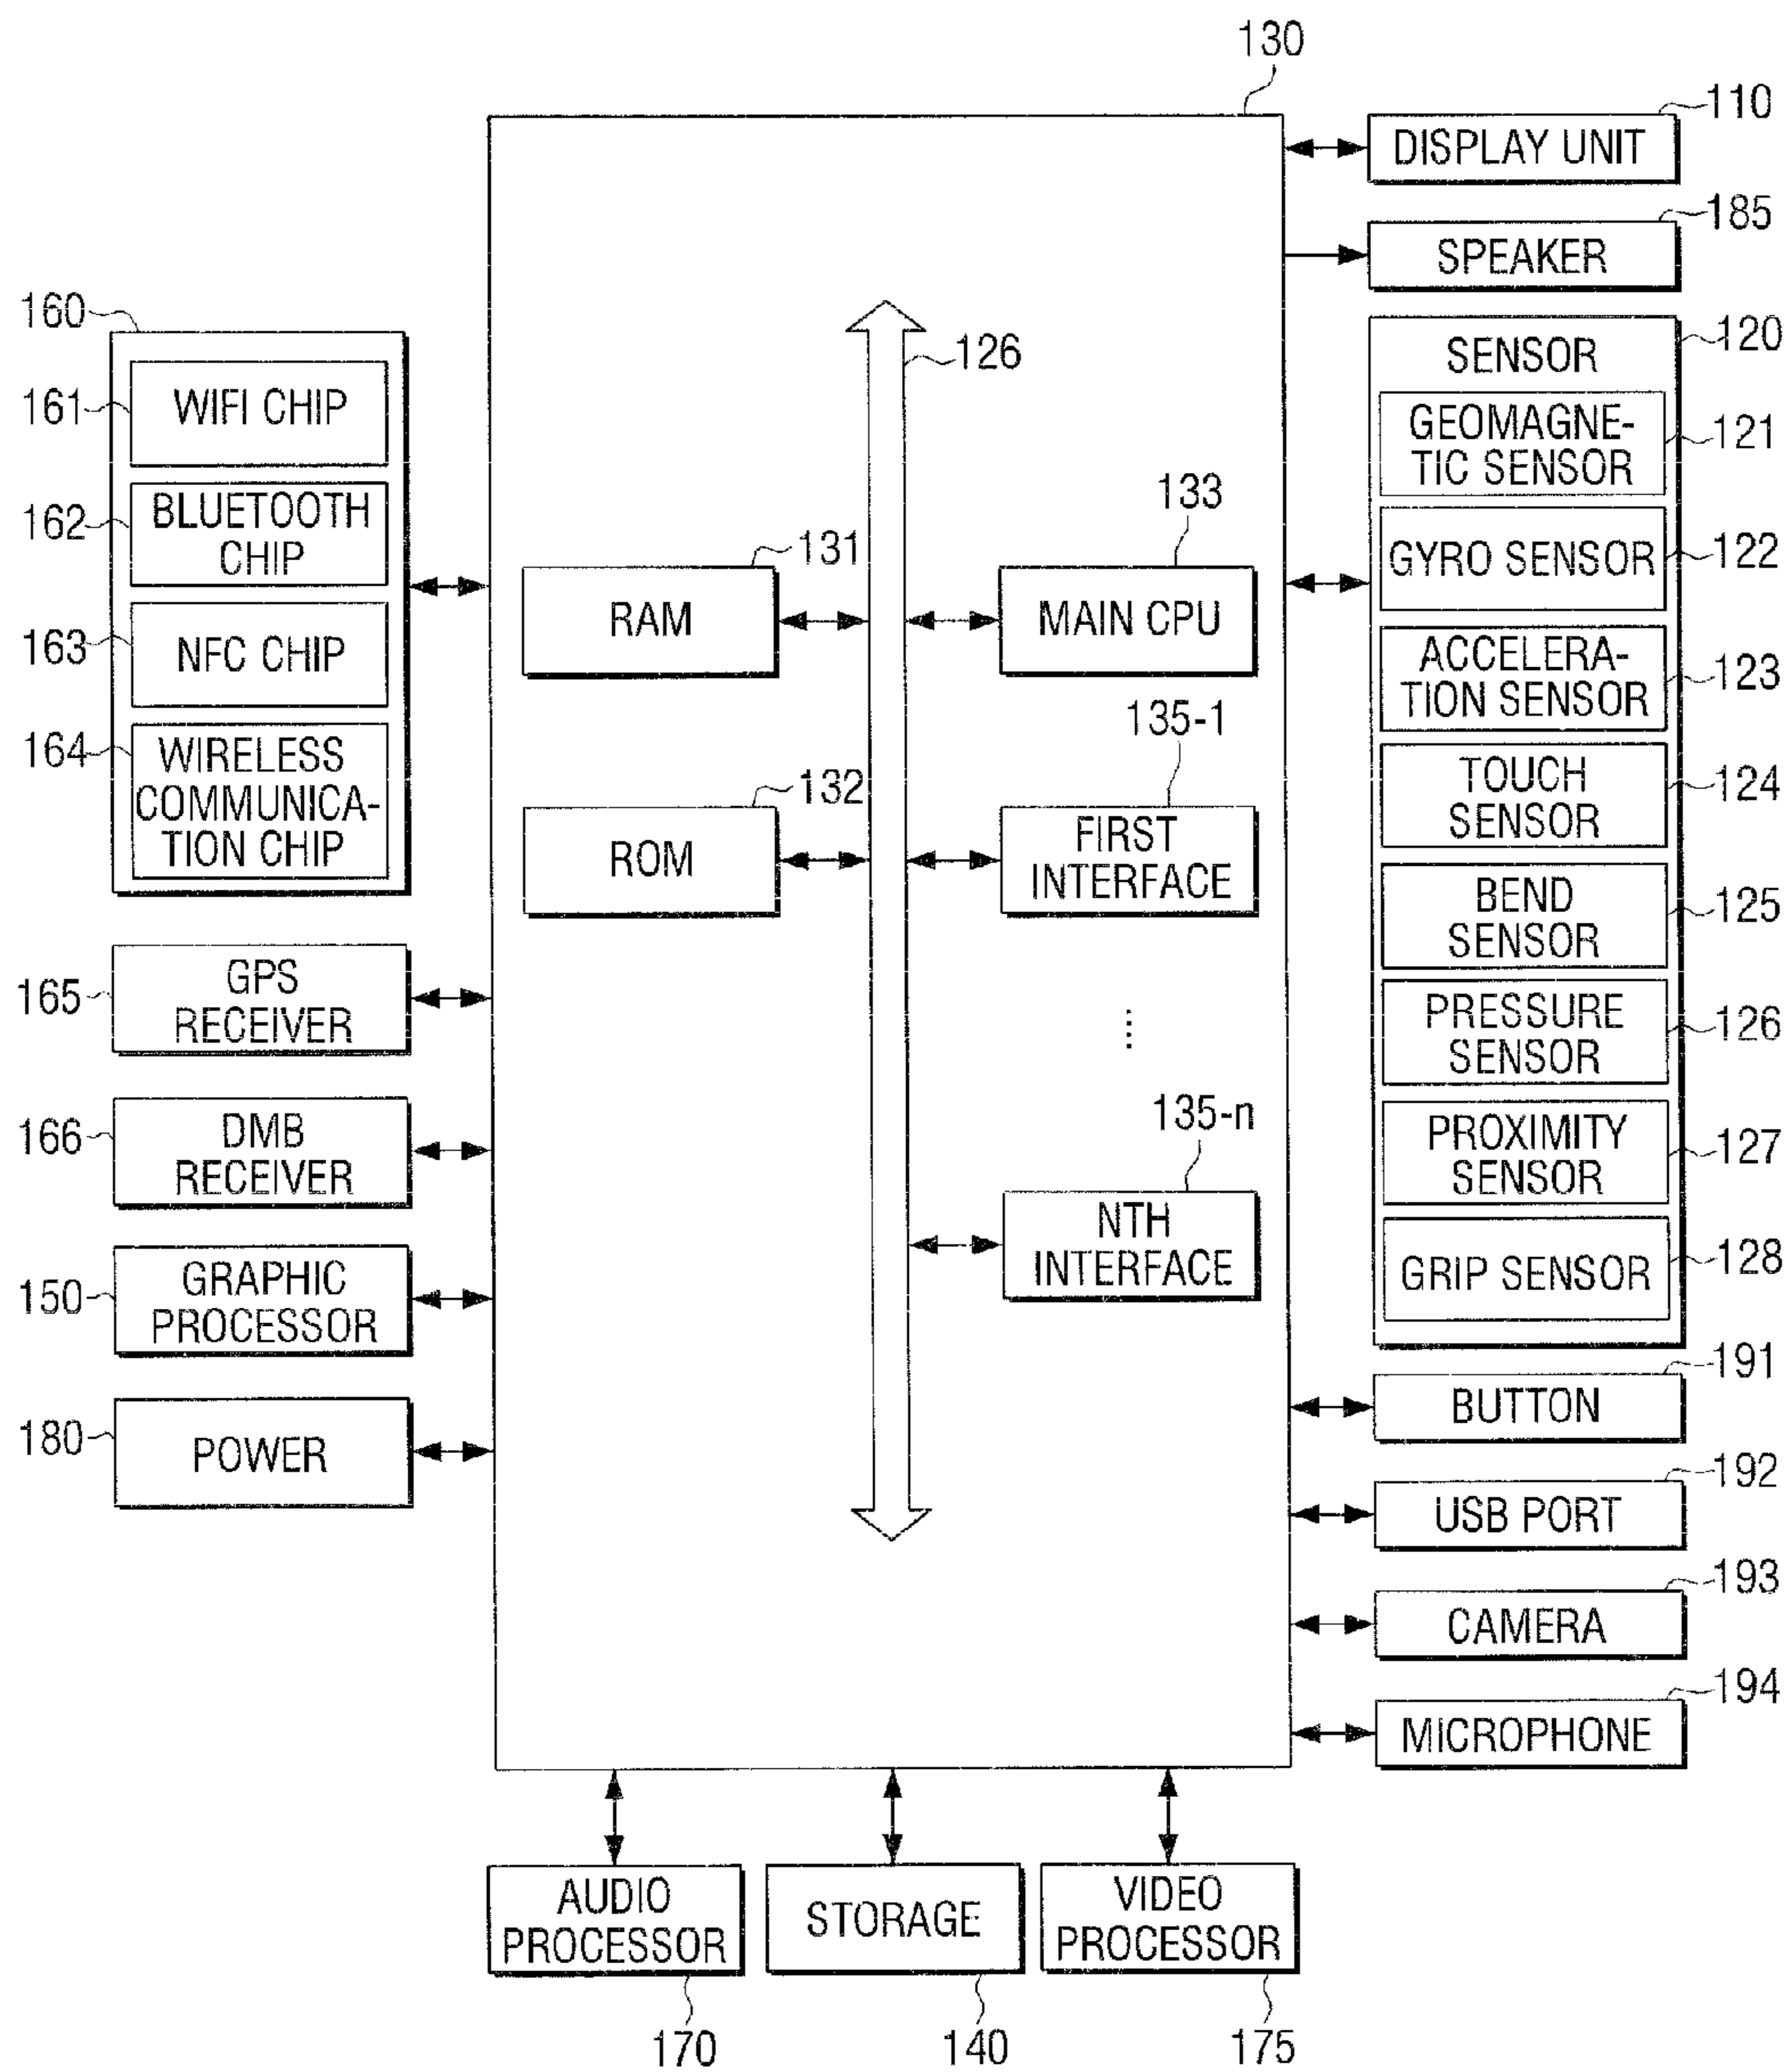 130
110
DISPLAY UNIT
185
SPEAKER
160
WIFI CHIP
161
BLUETOOTH
CHIP
162
NFC CHIP
163
WIRELESS
COMMUNICA-
TION CHIP
164
GPS
RECEIVER
165
DMB
RECEIVER
166
GRAPHIC
PROCESSOR
150
POWER
180
126
131
RAM
133
MAIN CPU
132
ROM
135-1
FIRST
INTERFACE
....
135-n
NTH
INTERFACE
120
SENSOR
GEOMAGNE-
TIC SENSOR
121
GYRO SENSOR
122
ACCELERA-
TION SENSOR
123
TOUCH
SENSOR
124
BEND
SENSOR
125
PRESSURE
SENSOR
126
PROXIMITY
SENSOR
127
GRIP SENSOR
128
191
BUTTON
192
USB PORT
193
CAMERA
194
MICROPHONE
AUDIO
PROCESSOR
170
STORAGE
140
VIDEO
PROCESSOR
175